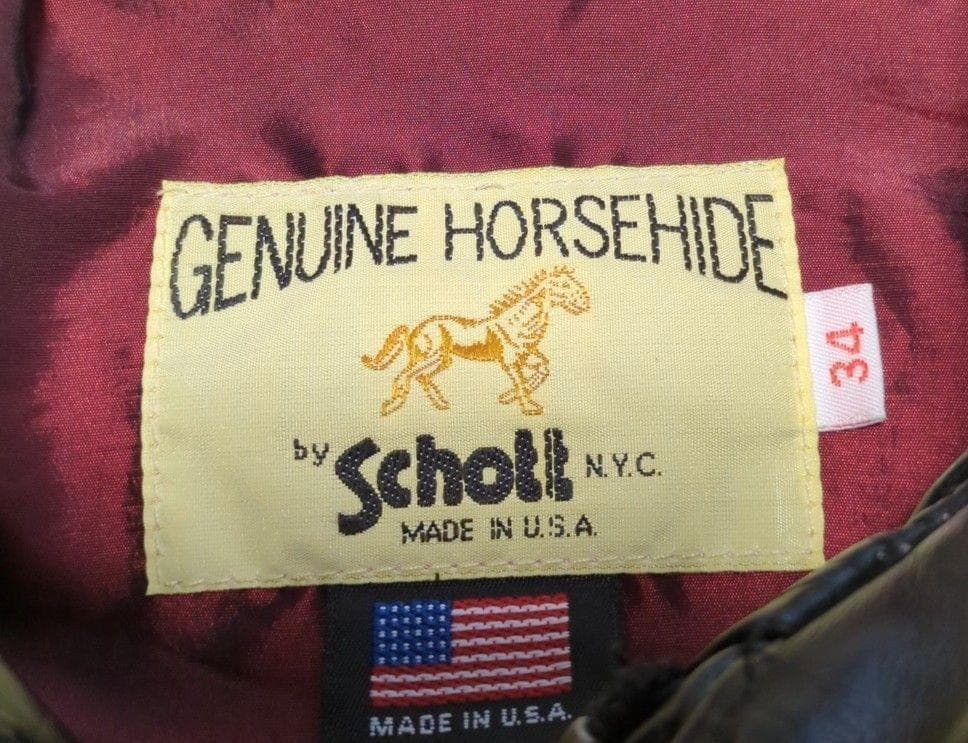 GENUINE HORSEHIDE
34
by Schott N.Y.C.
MADE IN U.S.A.
MADE IN U.S.A.